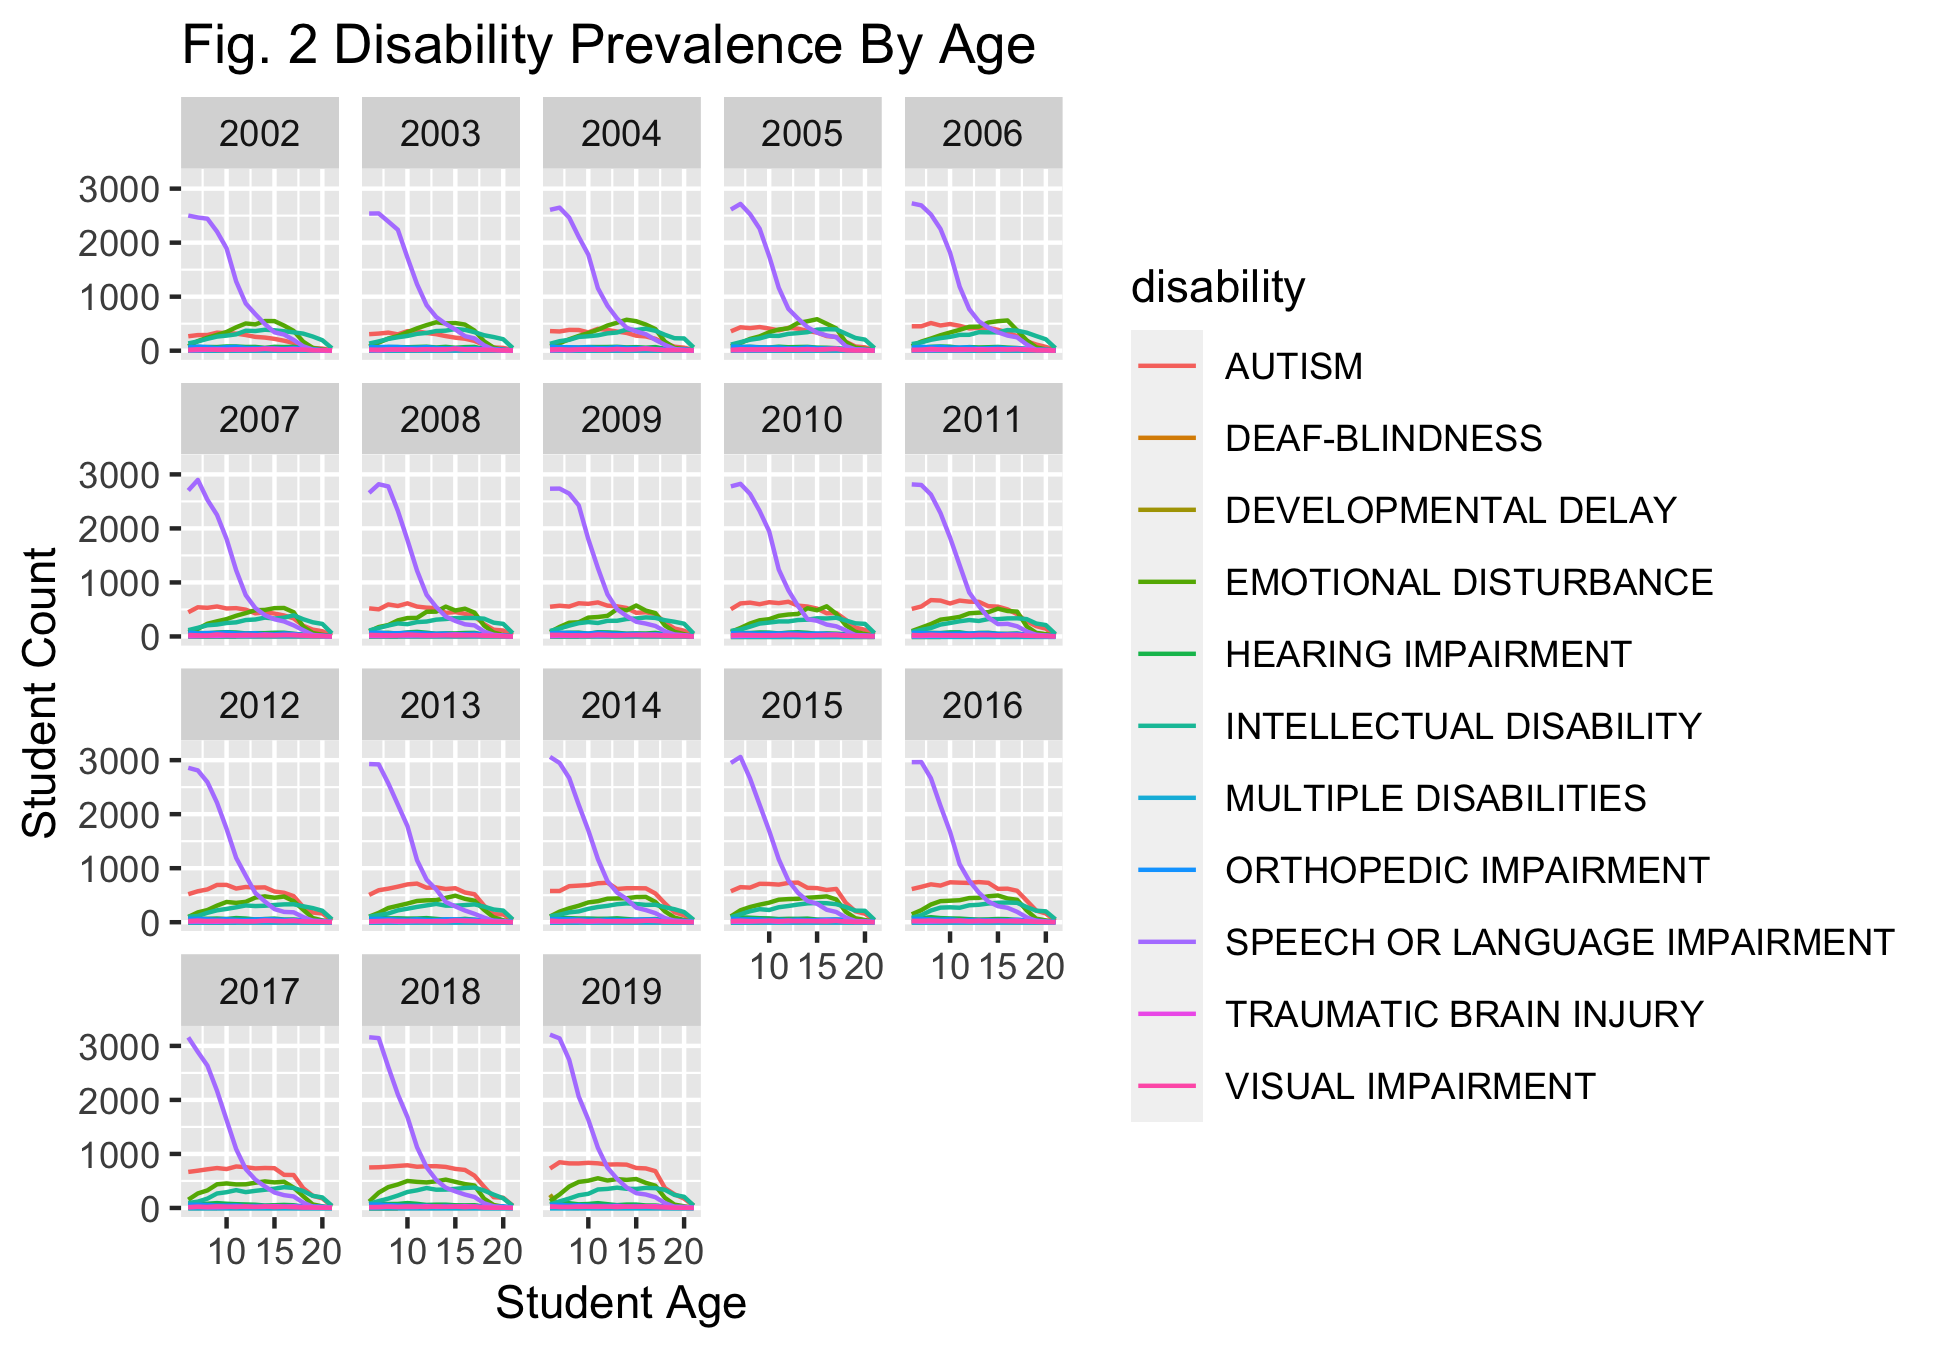 Fig. 2 Disability Prevalence By Age
2002 2003 2004 2005 2006
3000
2000
1000
0
2007 2008 2009 2010 2011
3000
2000
1000
0
2012 2013 2014 2015 2016
3000
2000
1000
0
10 15 20 10 15 20
2017 2018 2019
3000
2000
1000
0
10 15 20 10 15 20 10 15 20
Student Age
Student Count
disability
AUTISM
DEAF-BLINDNESS
DEVELOPMENTAL DELAY
EMOTIONAL DISTURBANCE
HEARING IMPAIRMENT
INTELLECTUAL DISABILITY
MULTIPLE DISABILITIES
ORTHOPEDIC IMPAIRMENT
SPEECH OR LANGUAGE IMPAIRMENT
TRAUMATIC BRAIN INJURY
VISUAL IMPAIRMENT